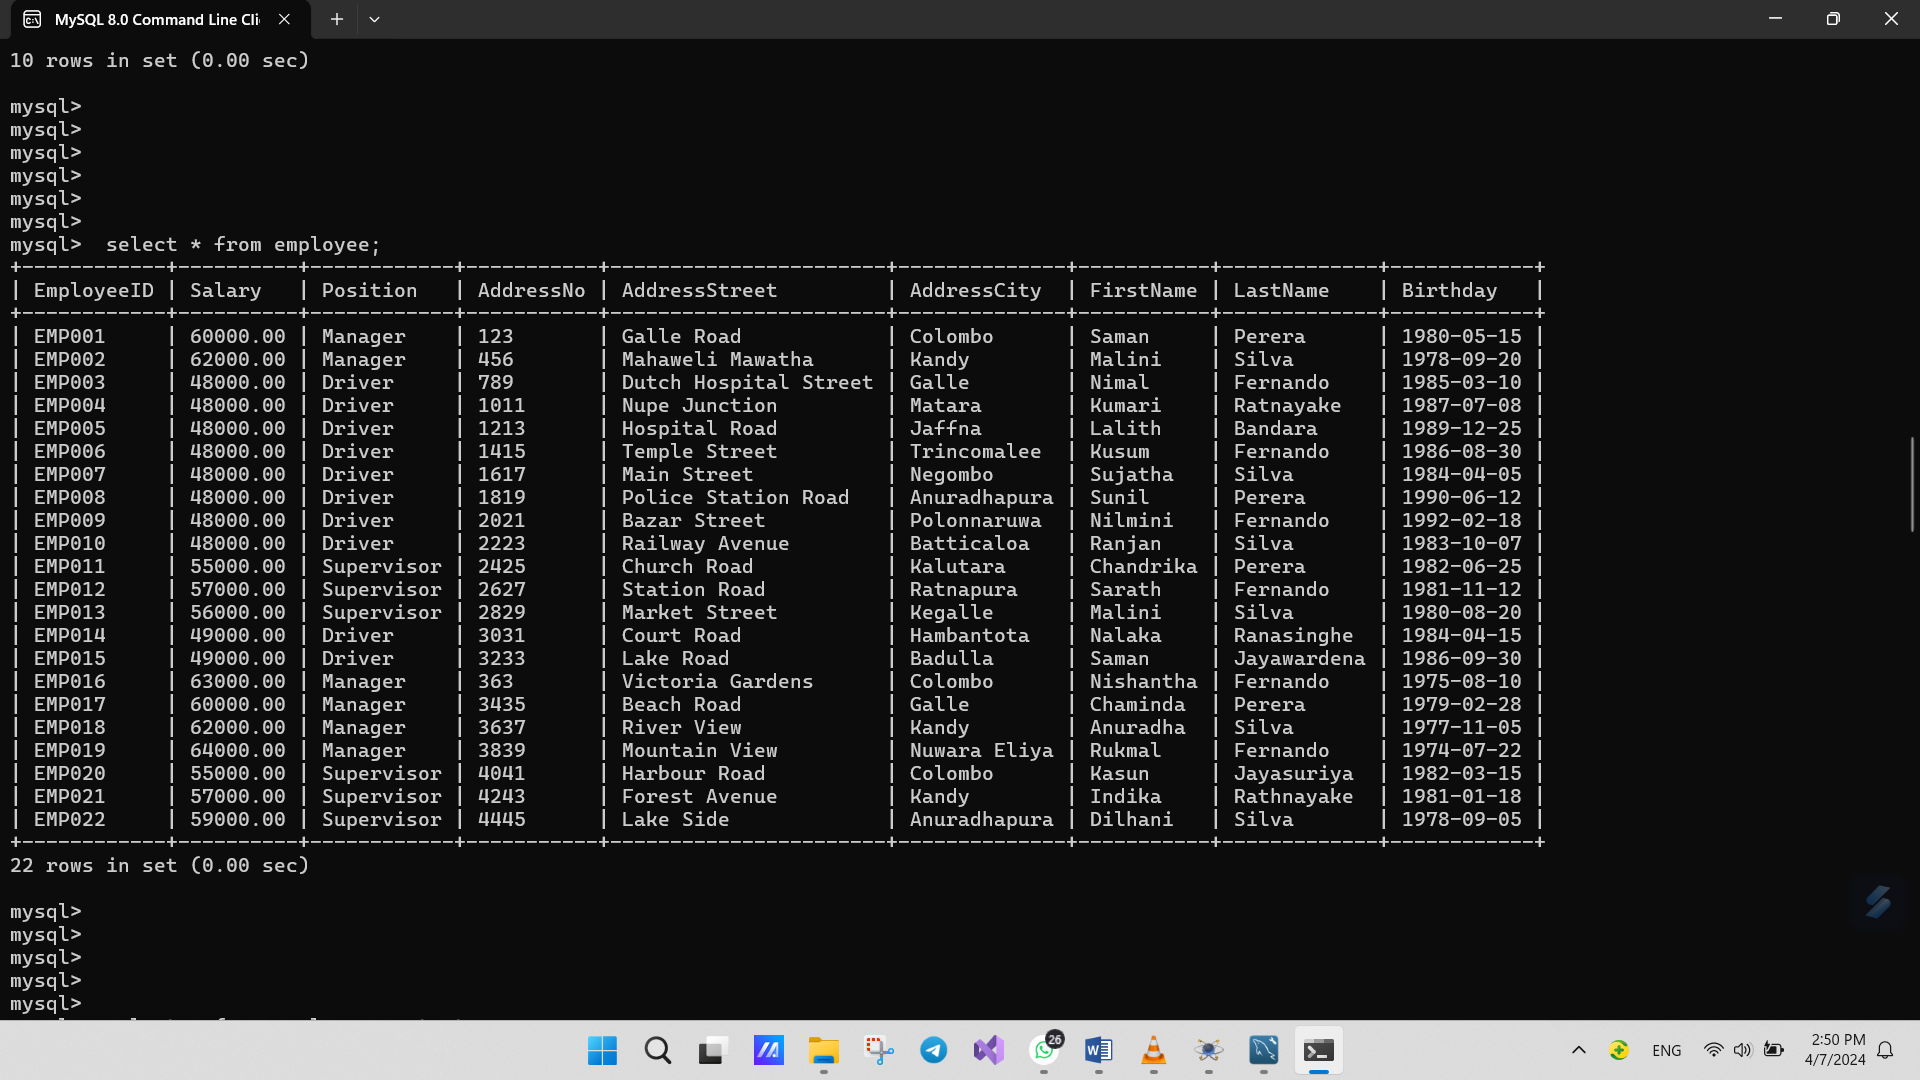 MySQL 8.0 Command Line Cli
10 rows in set (0.00 sec)
mysql>
mysql>
mysql>
mysql>
mysql>
mysql>
mysql>  select * from employee;
+------------+----------+------------+-----------+-----------------------+--------------+-----------+-------------+------------+
| EmployeeID | Salary   | Position   | AddressNo | AddressStreet         | AddressCity  | FirstName | LastName    | Birthday   |
+------------+----------+------------+-----------+-----------------------+--------------+-----------+-------------+------------+
| EMP001     | 60000.00 | Manager    | 123       | Galle Road            | Colombo      | Saman     | Perera      | 1980-05-15 |
| EMP002     | 62000.00 | Manager    | 456       | Mahaweli Mawatha      | Kandy        | Malini    | Silva       | 1978-09-20 |
| EMP003     | 48000.00 | Driver     | 789       | Dutch Hospital Street | Galle        | Nimal     | Fernando    | 1985-03-10 |
| EMP004     | 48000.00 | Driver     | 1011      | Nupe Junction         | Matara       | Kumari    | Ratnayake   | 1987-07-08 |
| EMP005     | 48000.00 | Driver     | 1213      | Hospital Road         | Jaffna       | Lalith    | Bandara     | 1989-12-25 |
| EMP006     | 48000.00 | Driver     | 1415      | Temple Street         | Trincomalee  | Kusum     | Fernando    | 1986-08-30 |
| EMP007     | 48000.00 | Driver     | 1617      | Main Street           | Negombo      | Sujatha   | Silva       | 1984-04-05 |
| EMP008     | 48000.00 | Driver     | 1819      | Police Station Road   | Anuradhapura | Sunil     | Perera      | 1990-06-12 |
| EMP009     | 48000.00 | Driver     | 2021      | Bazar Street          | Polonnaruwa  | Nilmini   | Fernando    | 1992-02-18 |
| EMP010     | 48000.00 | Driver     | 2223      | Railway Avenue        | Batticaloa   | Ranjan    | Silva       | 1983-10-07 |
| EMP011     | 55000.00 | Supervisor | 2425      | Church Road           | Kalutara     | Chandrika | Perera      | 1982-06-25 |
| EMP012     | 57000.00 | Supervisor | 2627      | Station Road          | Ratnapura    | Sarath    | Fernando    | 1981-11-12 |
| EMP013     | 56000.00 | Supervisor | 2829      | Market Street         | Kegalle      | Malini    | Silva       | 1980-08-20 |
| EMP014     | 49000.00 | Driver     | 3031      | Court Road            | Hambantota   | Nalaka    | Ranasinghe  | 1984-04-15 |
| EMP015     | 49000.00 | Driver     | 3233      | Lake Road             | Badulla      | Saman     | Jayawardena | 1986-09-30 |
| EMP016     | 63000.00 | Manager    | 363       | Victoria Gardens      | Colombo      | Nishantha | Fernando    | 1975-08-10 |
| EMP017     | 60000.00 | Manager    | 3435      | Beach Road            | Galle        | Chaminda  | Perera      | 1979-02-28 |
| EMP018     | 62000.00 | Manager    | 3637      | River View            | Kandy        | Anuradha  | Silva       | 1977-11-05 |
| EMP019     | 64000.00 | Manager    | 3839      | Mountain View         | Nuwara Eliya | Rukmal    | Fernando    | 1974-07-22 |
| EMP020     | 55000.00 | Supervisor | 4041      | Harbour Road          | Colombo      | Kasun     | Jayasuriya  | 1982-03-15 |
| EMP021     | 57000.00 | Supervisor | 4243      | Forest Avenue         | Kandy        | Indika    | Rathnayake  | 1981-01-18 |
| EMP022     | 59000.00 | Supervisor | 4445      | Lake Side             | Anuradhapura | Dilhani   | Silva       | 1978-09-05 |
+------------+----------+------------+-----------+-----------------------+--------------+-----------+-------------+------------+
22 rows in set (0.00 sec)
mysql>
mysql>
mysql>
mysql>
mysql>
26
ENG
2:50 PM
4/7/2024